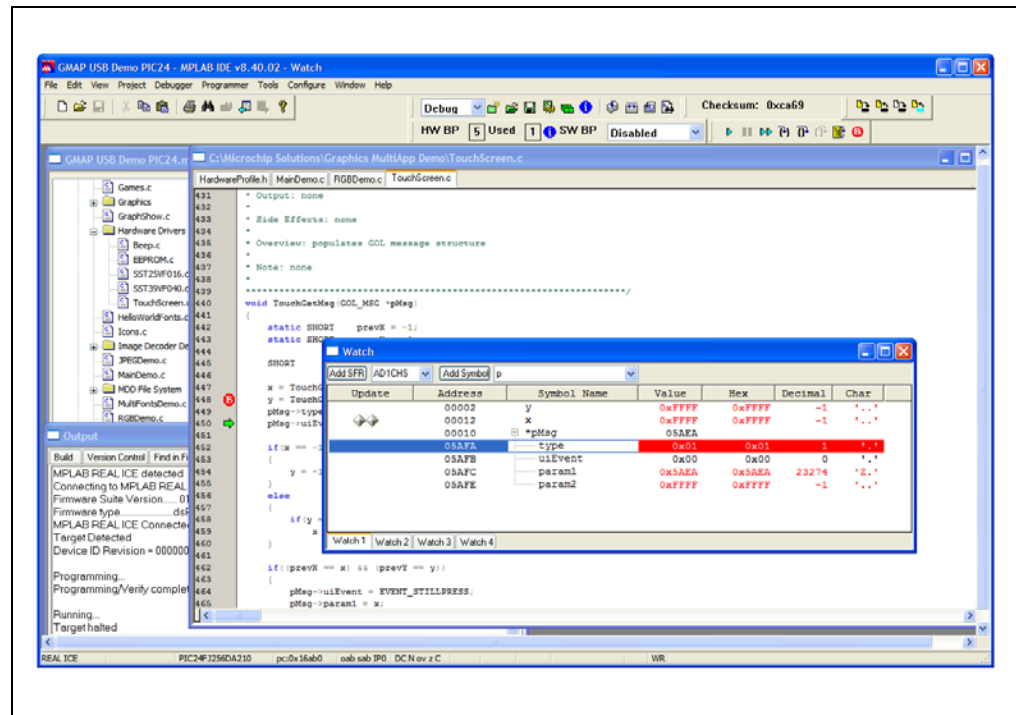 GMAP USB Demo PIC24 - MPLAB IDE v8.40.02 - Watch
File Edit View Project Debugger Programmer Tools Configure Window Help
Debug
Checksum: 0xca69
HW BP 5 Used 1 SW BP Disabled
GMAP USB Demo PIC24.m
Games.c
Graphics
GraphShow.c
Hardware Drivers
Beep.c
EEPROM.c
SST25VF016.c
SST39VF040.c
TouchScreen.
HelloWorldFonts.c
Icons.c
Image Decoder De
JPEGDemo.c
MainDemo.c
MDD File System
MultiFontsDemo.c
RGBDemo.c
Output
Build Version Control Find in Fi
MPLAB REAL ICE detected
Connecting to MPLAB REAL
Firmware Suite Version..... 01
Firmware type......................dsF
MPLAB REAL ICE Connecte
Target Detected
Device ID Revision = 000000
Programming...
Programming/Verify complet
Running...
Target halted
C:\Microchip Solutions\Graphics MultiApp Demo\TouchScreen.c
HardwareProfile.h MainDemo.c RGBDemo.c TouchScreen.c
431 * Output: none
432 *
433 * Side Effects: none
434 *
435 * Overview: populates GOL message structure
436 *
437 * Note: none
438 *
439 ********************************************************************/
440 void TouchGetMsg(GOL_MSG *pMsg)
441 {
442 static SHORT prevX = -1;
443 static SHORT
444
445 SHORT
446
447 x = TouchG
448 y = TouchG
449 pMsg->type
450 pMsg->uiEv
451
452 if(x == -1
453 {
454 y = -1
455 }
456 else
457 {
458 if(y =
459 x
460 }
461
462 if((prevX == x) && (prevY == y))
463 {
464 pMsg->uiEvent = EVENT_STILLPRESS;
465 pMsg->param1 = x;
Watch
Add SFR AD1CHS Add Symbol p
Update Address Symbol Name Value Hex Decimal Char
00002 y 0xFFFF 0xFFFF -1 '..'
00012 x 0xFFFF 0xFFFF -1 '..'
00010 *pMsg 05AEA
05AFA type 0x01 0x01 1 '.'
05AFB uiEvent 0x00 0x00 0 '.'
05AFC param1 0x5AEA 0x5AEA 23274 'Z.'
05AFE param2 0xFFFF 0xFFFF -1 '..'
Watch 1 Watch 2 Watch 3 Watch 4
REAL ICE PIC24FJ256DA210 pc:0x16ab0 oab sab IP0 DC N ov z C WR